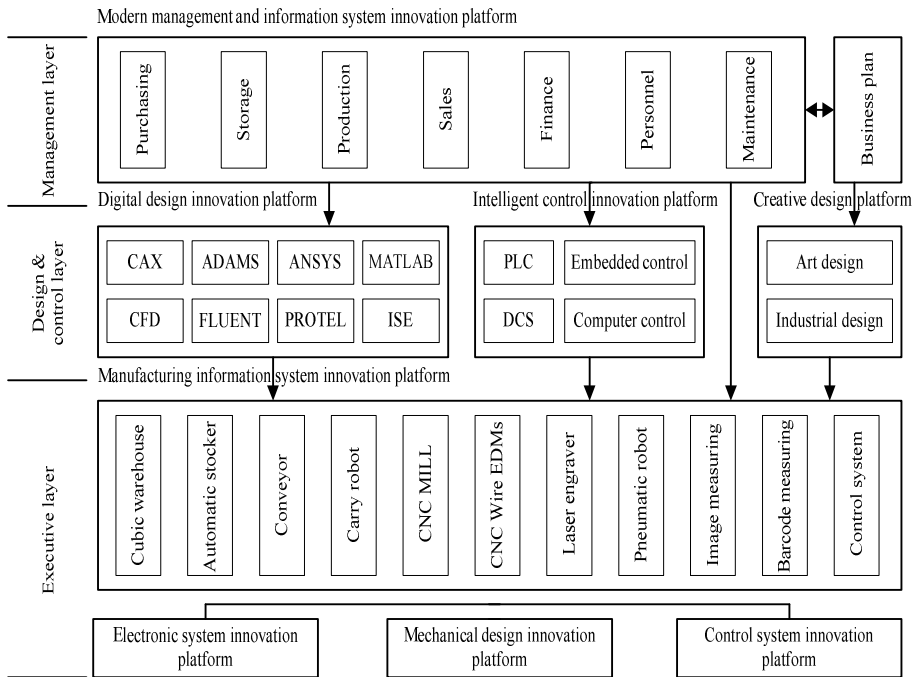 Modern management and information system innovation platform
Management layer
Purchasing
Storage
Production
Sales
Finance
Personnel
Maintenance
Business plan
Digital design innovation platform
Intelligent control innovation platform
Creative design platform
Design &
control layer
CAX
ADAMS
ANSYS
MATLAB
PLC
Embedded control
Art design
CFD
FLUENT
PROTEL
ISE
DCS
Computer control
Industrial design
Manufacturing information system innovation platform
Executive layer
Cubic warehouse
Automatic stocker
Conveyor
Carry robot
CNC MILL
CNC Wire EDMs
Laser engraver
Pneumatic robot
Image measuring
Barcode measuring
Control system
Electronic system innovation
platform
Mechanical design innovation
platform
Control system innovation
platform